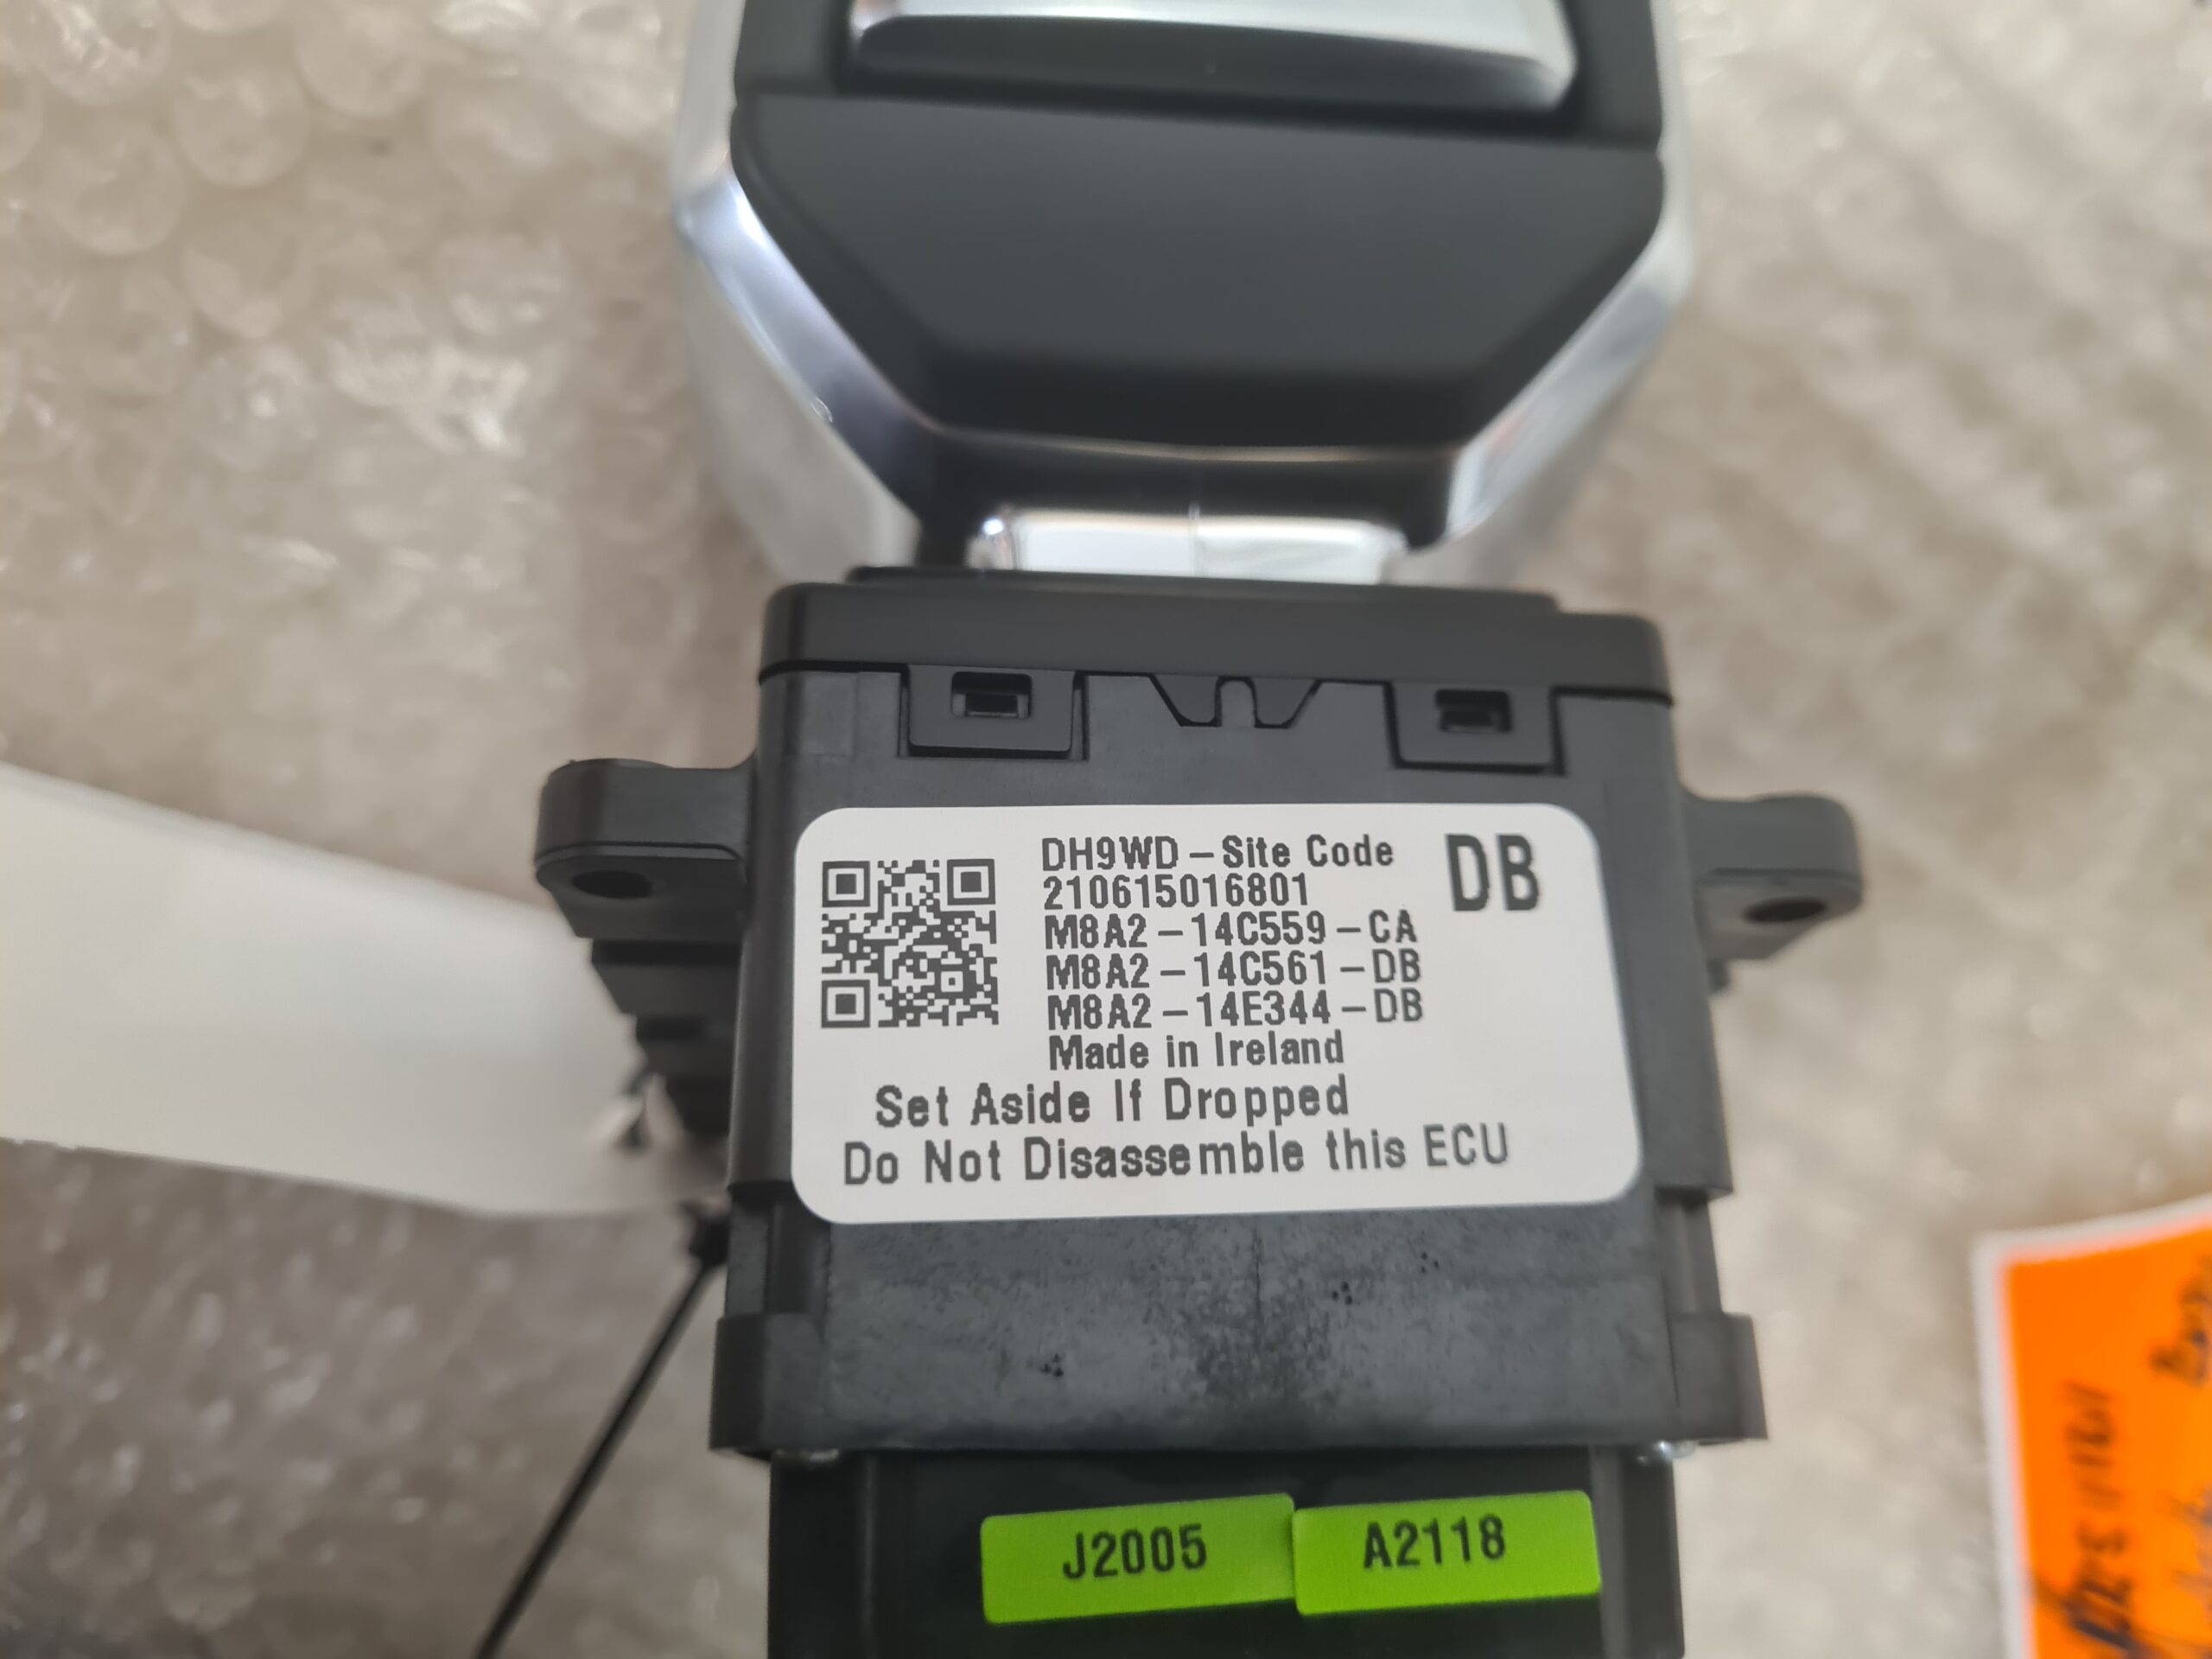 DH9WD-Site Code
DB
210615016801
M8A2-14C559-CA
M8A2-14C561-DB
M8A2-14E344-DB
Made in Ireland
Set Aside If Dropped
Do Not Disassemble this ECU
J2005
A2118